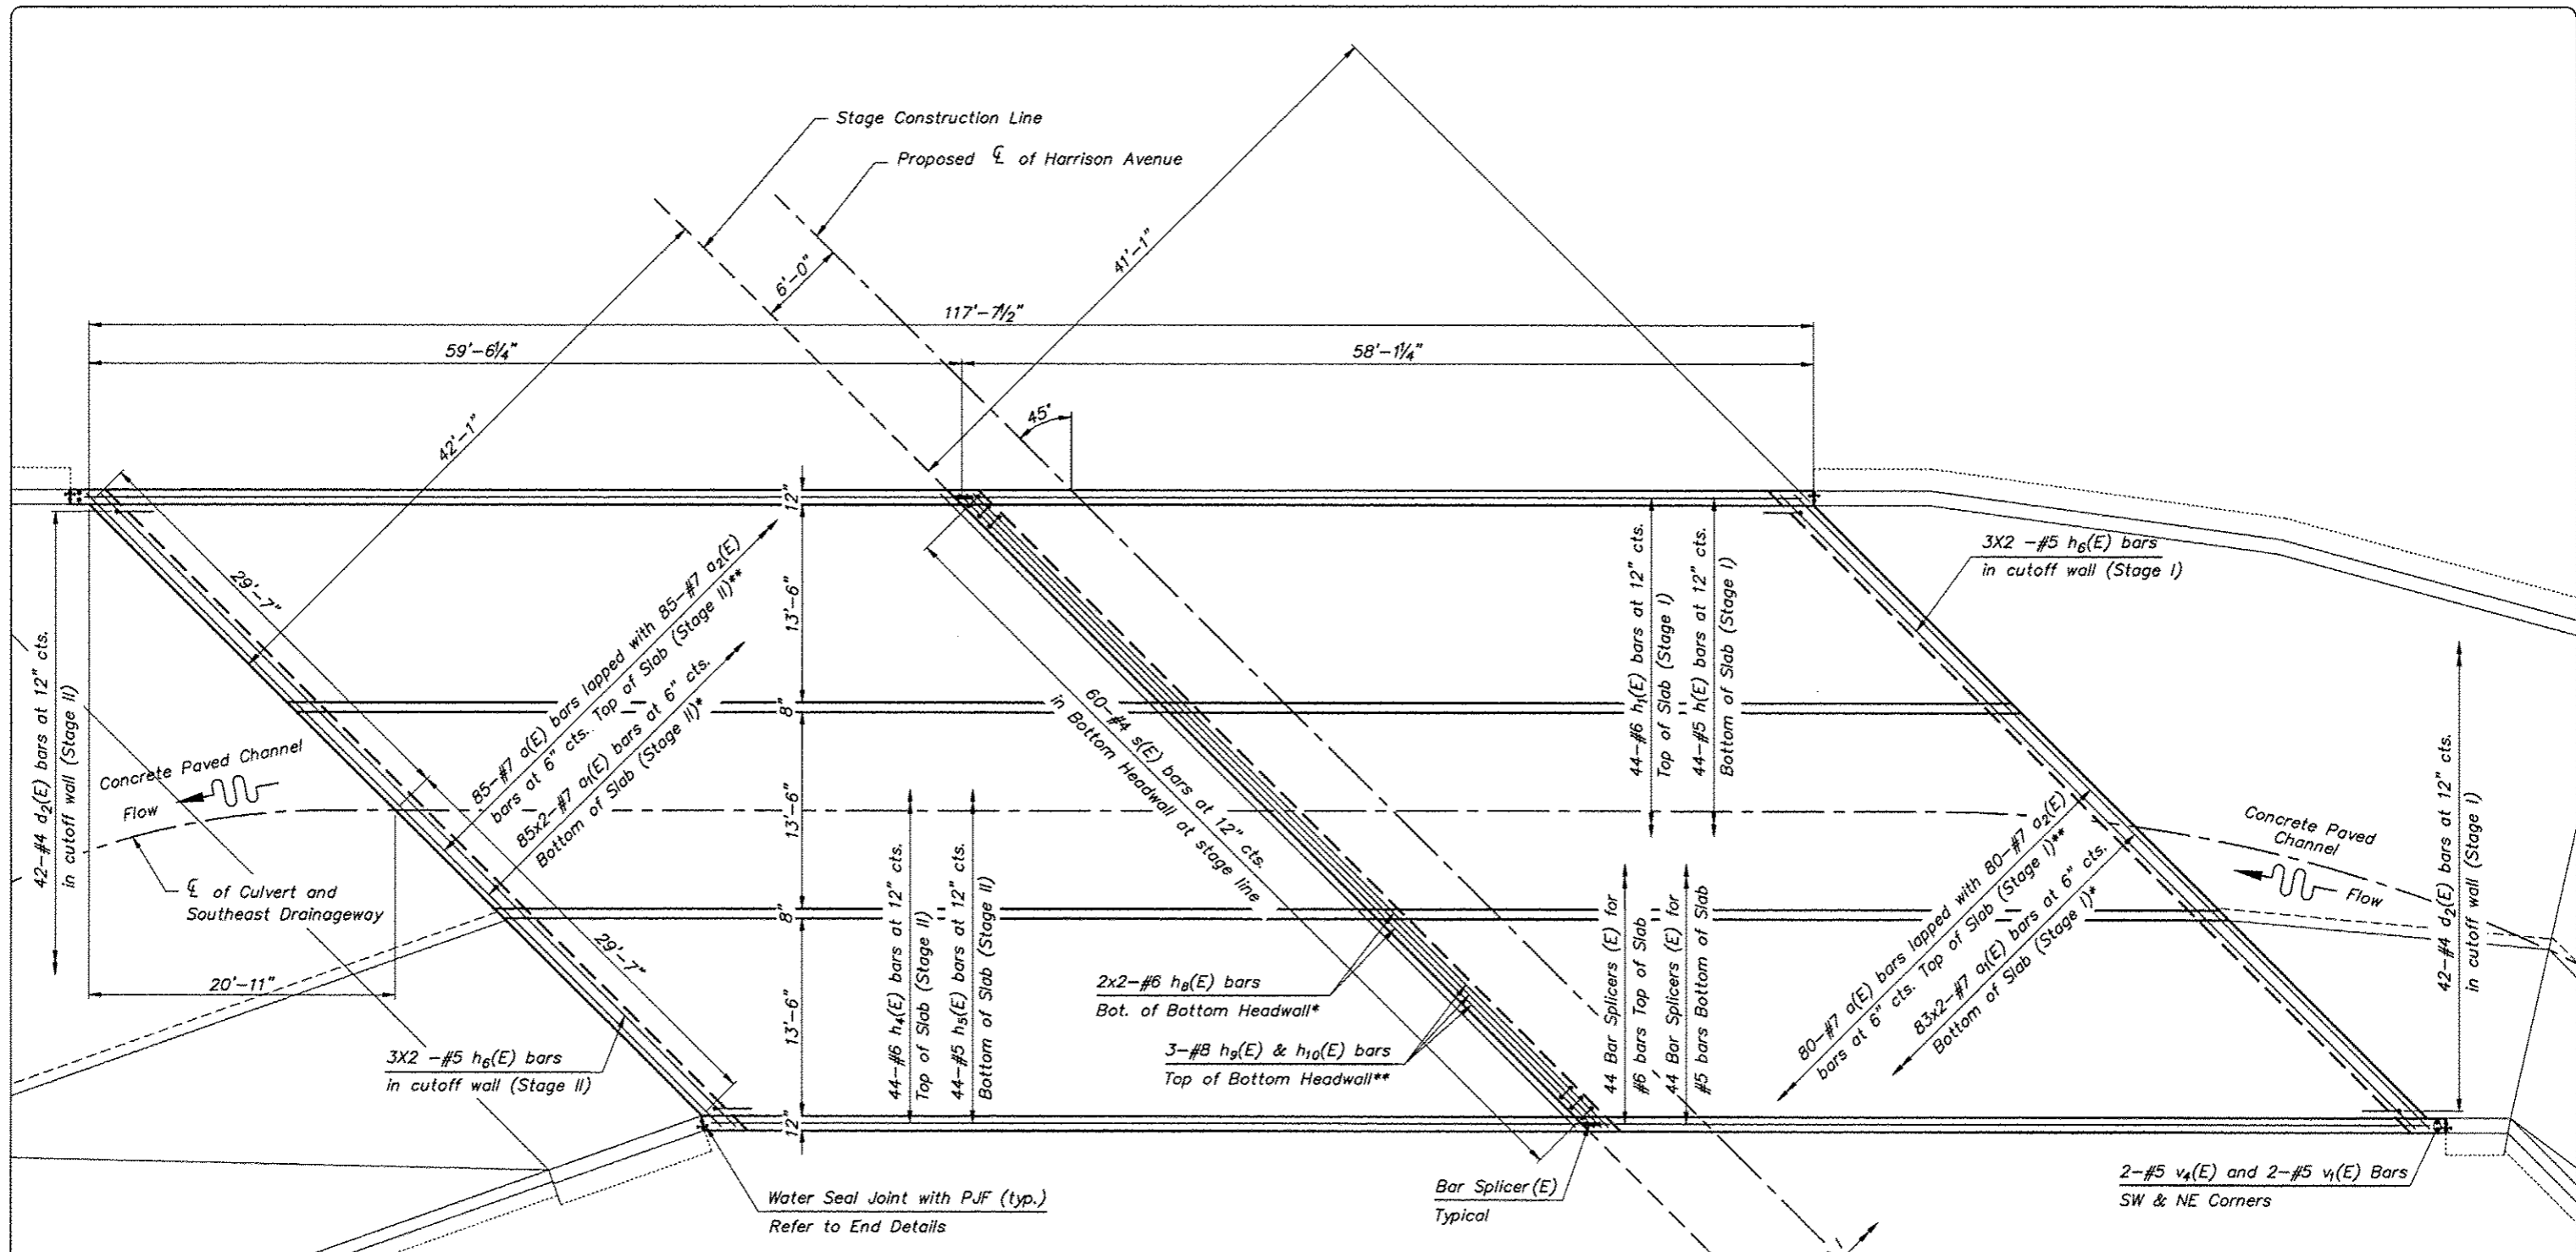 Stage Construction Line
Proposed ℄ of Harrison Avenue
41'-1"
6'-0"
117'-7½"
59'-6¼"
58'-1¼"
42'-1"
45°
12"
13'-6"
8"
13'-6"
8"
13'-6"
12"
29'-7"
29'-7"
20'-11"
42-#4 d₂(E) bars at 12" cts.
in cutoff wall (Stage II)
Concrete Paved Channel
Flow
℄ of Culvert and
Southeast Drainageway
85-#7 a(E) bars lapped with 85-#7 a₂(E)
bars at 6" cts. Top of Slab (Stage II)**
85x2-#7 a₁(E) bars at 6" cts.
Bottom of Slab (Stage II)*
3X2 -#5 h₆(E) bars
in cutoff wall (Stage II)
44-#6 h₄(E) bars at 12" cts.
Top of Slab (Stage II)
44-#5 h₅(E) bars at 12" cts.
Bottom of Slab (Stage II)
60-#4 s(E) bars at 12" cts.
in Bottom Headwall at stage line
2x2-#6 h₈(E) bars
Bot. of Bottom Headwall*
3-#8 h₉(E) & h₁₀(E) bars
Top of Bottom Headwall**
44-#6 h₁(E) bars at 12" cts.
Top of Slab (Stage I)
44-#5 h(E) bars at 12" cts.
Bottom of Slab (Stage I)
44 Bar Splicers (E) for
#6 bars Top of Slab
44 Bar Splicers (E) for
#5 bars Bottom of Slab
3X2 -#5 h₆(E) bars
in cutoff wall (Stage I)
80-#7 a(E) bars lapped with 80-#7 a₂(E)
bars at 6" cts. Top of Slab (Stage I)**
83x2-#7 a₁(E) bars at 6" cts.
Bottom of Slab (Stage I)*
Concrete Paved
Channel
Flow
42-#4 d₂(E) bars at 12" cts.
in cutoff wall (Stage I)
Water Seal Joint with PJF (typ.)
Refer to End Details
Bar Splicer (E)
Typical
2-#5 v₄(E) and 2-#5 v₁(E) Bars
SW & NE Corners